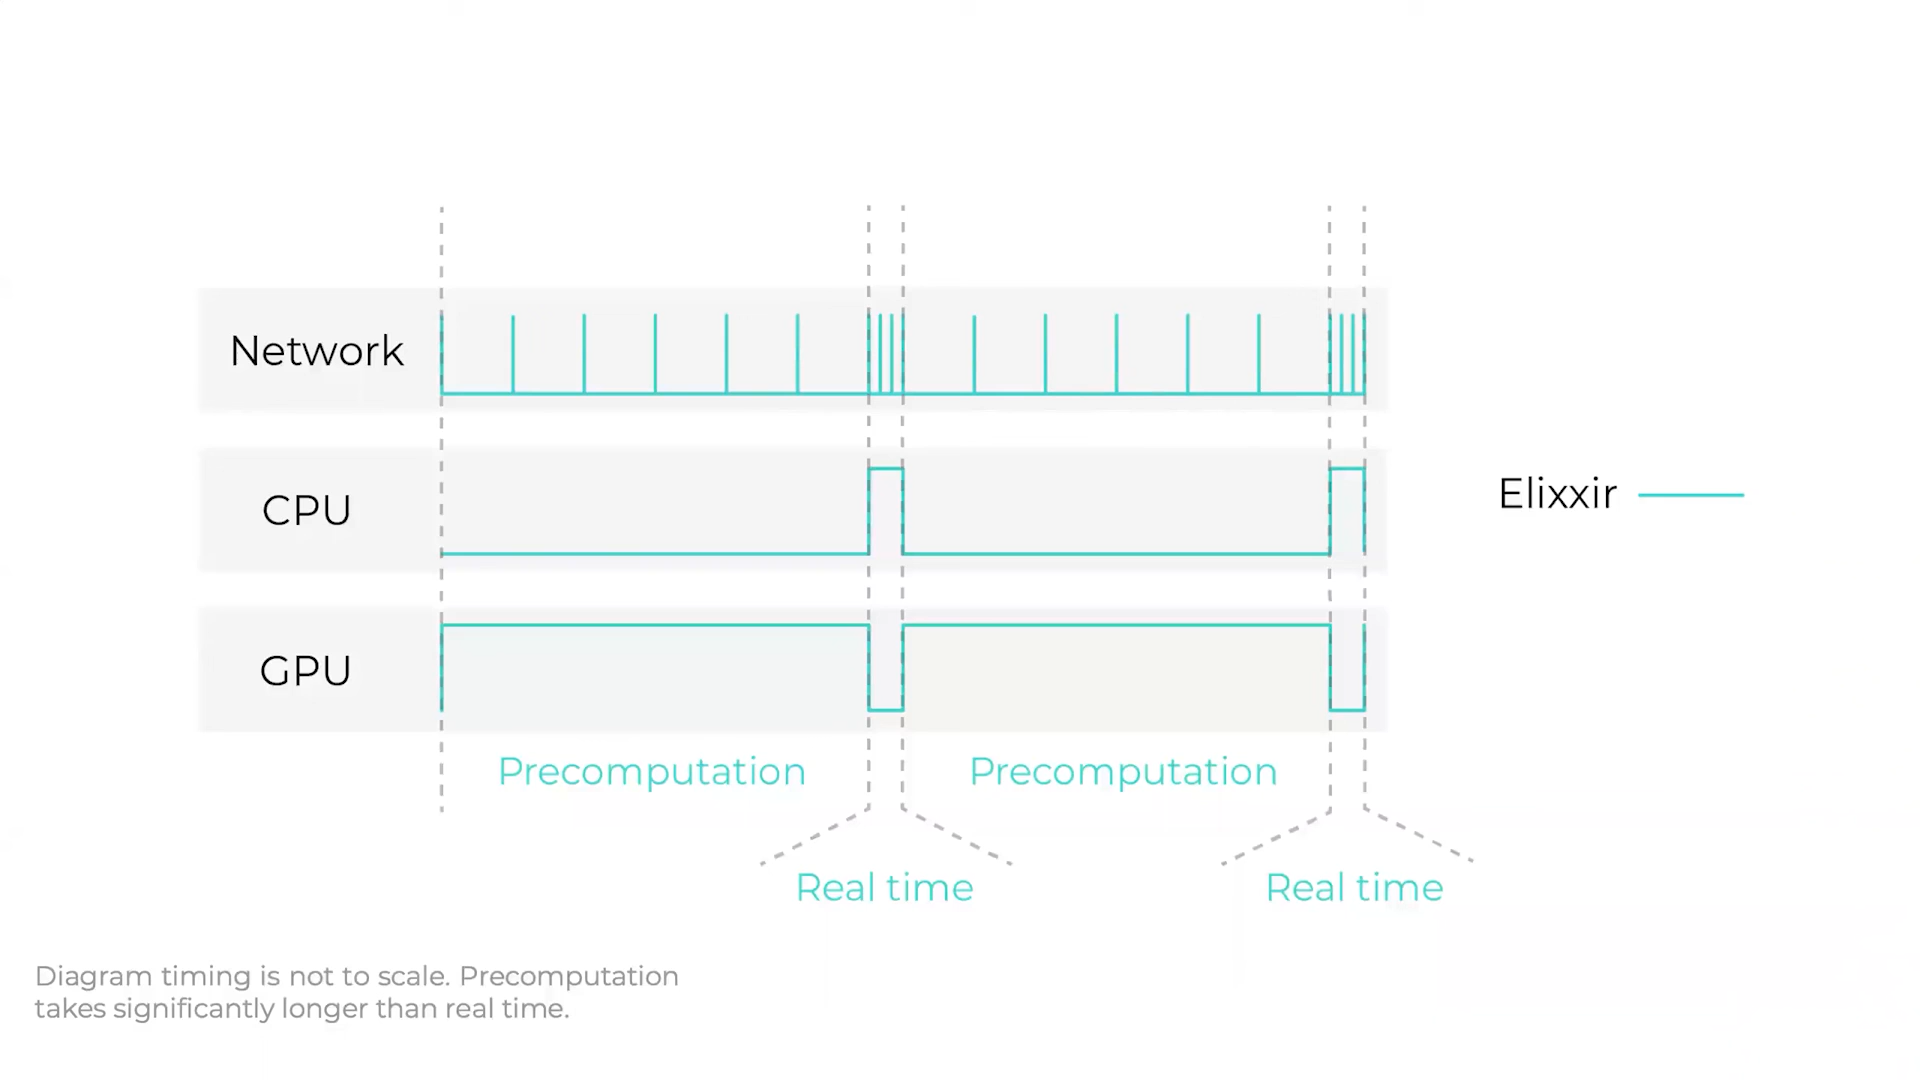 Network
CPU
Elixxir
GPU
Precomputation
Precomputation
Real time
Real time
Diagram timing is not to scale. Precomputation
takes significantly longer than real time.